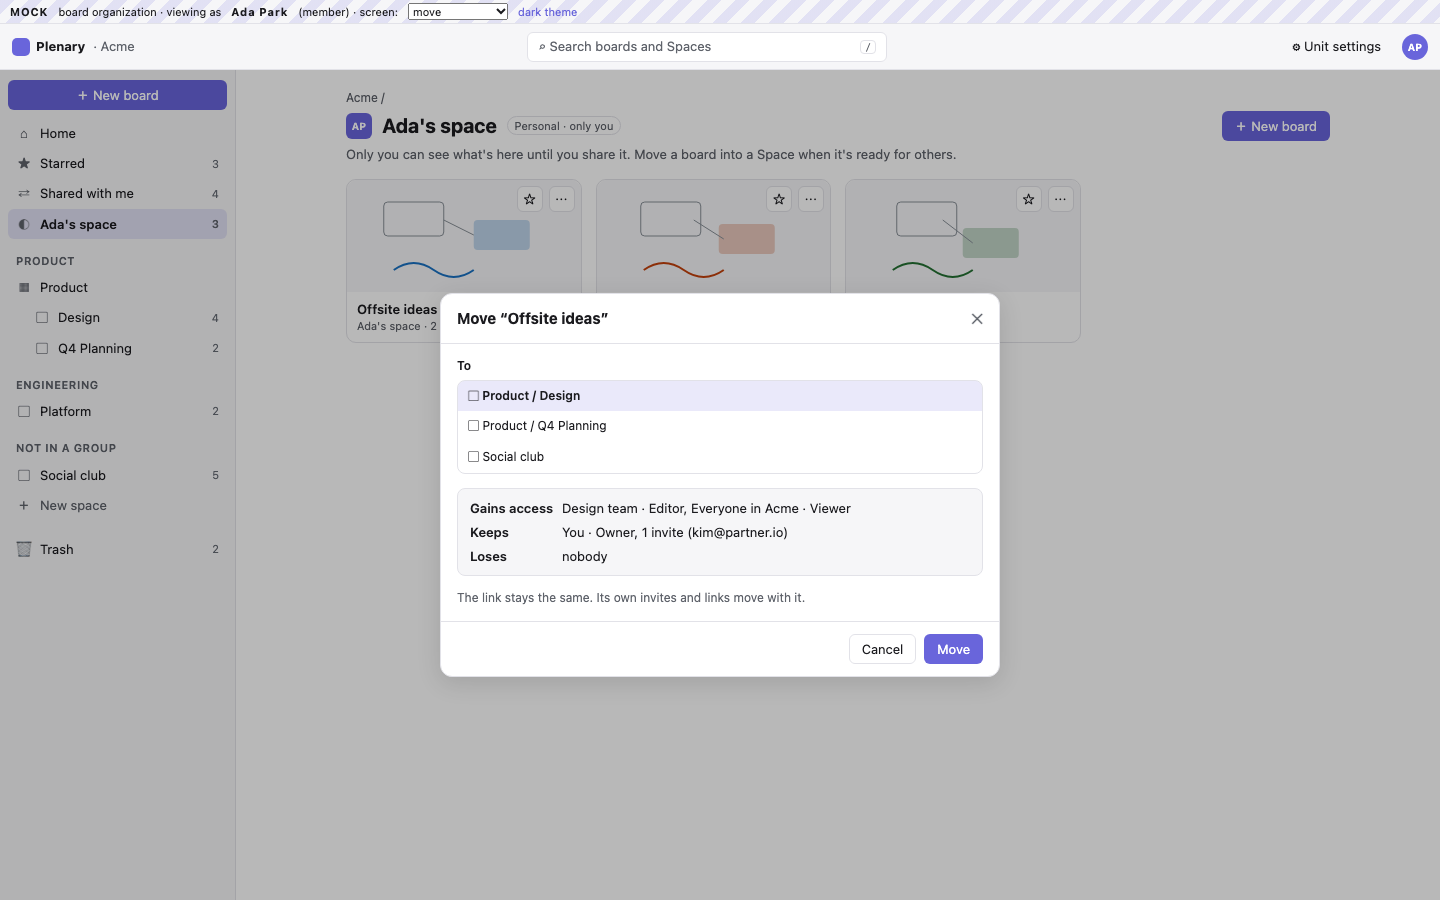 MOCK board organization · viewing as Ada Park (member) · screen: move dark theme
Plenary · Acme
Search boards and Spaces /
Unit settings
AP
+ New board
Home
Starred 3
Shared with me 4
Ada's space 3
PRODUCT
Product
Design 4
Q4 Planning 2
ENGINEERING
Platform 2
NOT IN A GROUP
Social club 5
+ New space
Trash 2
Acme /
AP Ada's space Personal · only you
+ New board
Only you can see what's here until you share it. Move a board into a Space when it's ready for others.
Offsite ideas
Ada's space · 2
Move “Offsite ideas”
To
Product / Design
Product / Q4 Planning
Social club
Gains access Design team · Editor, Everyone in Acme · Viewer
Keeps You · Owner, 1 invite (kim@partner.io)
Loses nobody
The link stays the same. Its own invites and links move with it.
Cancel Move